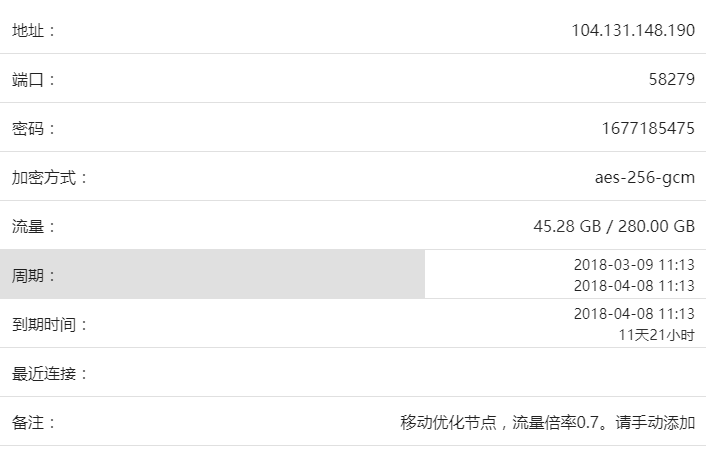 地址： 104.131.148.190
端口： 58279
密码： 1677185475
加密方式： aes-256-gcm
流量： 45.28 GB / 280.00 GB
周期： 2018-03-09 11:13
2018-04-08 11:13
到期时间： 2018-04-08 11:13
11天21小时
最近连接：
备注： 移动优化节点，流量倍率0.7。请手动添加